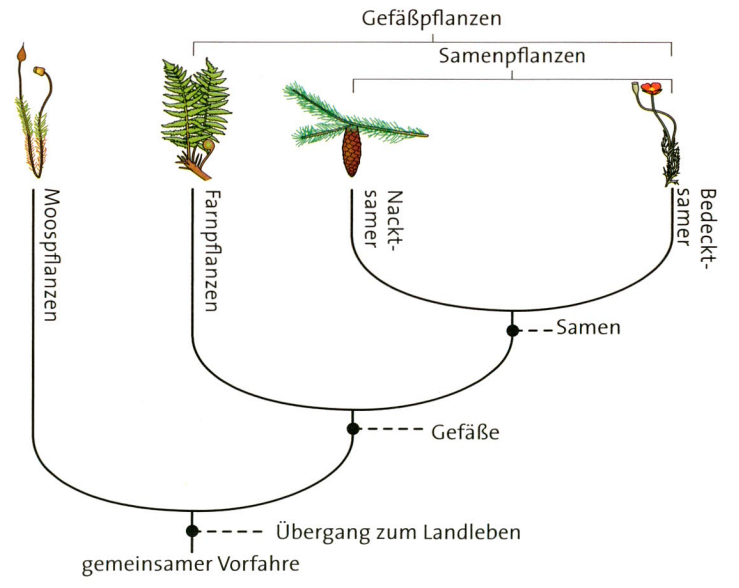 Gefäßpflanzen
Samenpflanzen
Moospflanzen
Farnpflanzen
Nackt-
samer
Bedeckt-
samer
Samen
Gefäße
Übergang zum Landleben
gemeinsamer Vorfahre